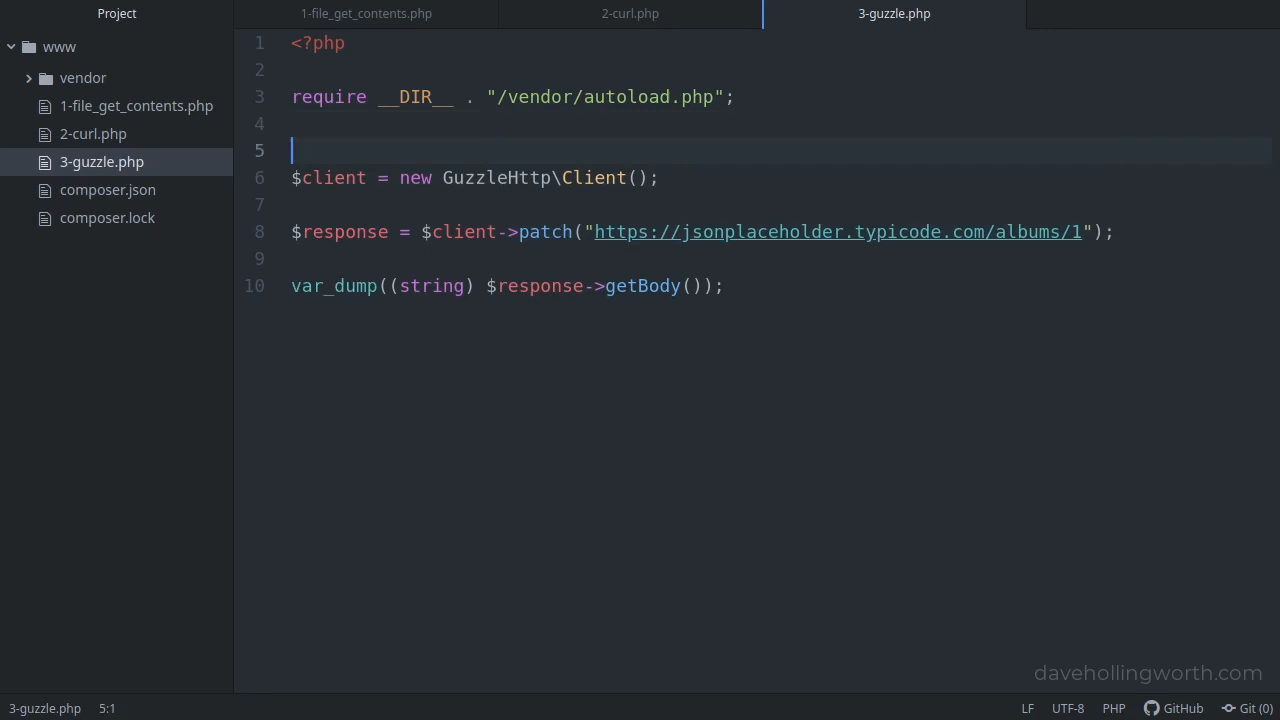 Project
1-file_get_contents.php
2-curl.php
3-guzzle.php
www
vendor
1-file_get_contents.php
2-curl.php
3-guzzle.php
composer.json
composer.lock
1 <?php
2
3 require __DIR__ . "/vendor/autoload.php";
4
5
6 $client = new GuzzleHttp\Client();
7
8 $response = $client->patch("https://jsonplaceholder.typicode.com/albums/1");
9
10 var_dump((string) $response->getBody());
davehollingworth.com
3-guzzle.php 5:1 LF UTF-8 PHP GitHub Git (0)